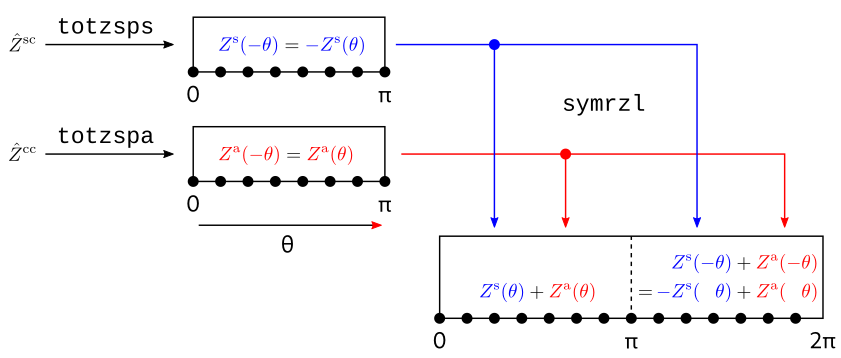 totzsps
Ẑˢᶜ
Zˢ(−θ) = −Zˢ(θ)
0 π
symrzl
totzspa
Ẑᶜᶜ
Zᵃ(−θ) = Zᵃ(θ)
0 π
θ
Zˢ(−θ) + Zᵃ(−θ)
Zˢ(θ) + Zᵃ(θ)
= −Zˢ( θ) + Zᵃ( θ)
0 π 2π